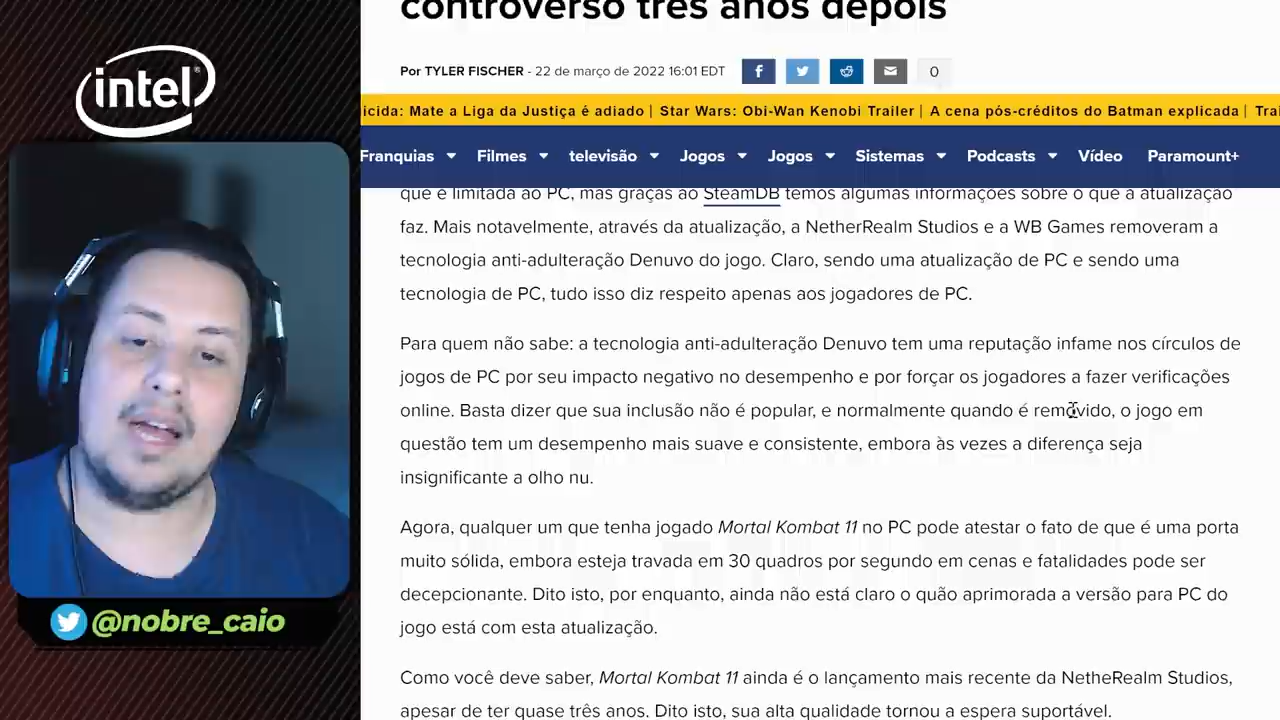 controverso três anos depois
intel®
Por TYLER FISCHER - 22 de março de 2022 16:01 EDT
f
0
icida: Mate a Liga da Justiça é adiado | Star Wars: Obi-Wan Kenobi Trailer | A cena pós-créditos do Batman explicada | Trai
Franquias Filmes televisão Jogos Jogos Sistemas Podcasts Vídeo Paramount+
que é limitada ao PC, mas graças ao SteamDB temos algumas informações sobre o que a atualização
faz. Mais notavelmente, através da atualização, a NetherRealm Studios e a WB Games removeram a
tecnologia anti-adulteração Denuvo do jogo. Claro, sendo uma atualização de PC e sendo uma
tecnologia de PC, tudo isso diz respeito apenas aos jogadores de PC.
Para quem não sabe: a tecnologia anti-adulteração Denuvo tem uma reputação infame nos círculos de
jogos de PC por seu impacto negativo no desempenho e por forçar os jogadores a fazer verificações
online. Basta dizer que sua inclusão não é popular, e normalmente quando é removido, o jogo em
questão tem um desempenho mais suave e consistente, embora às vezes a diferença seja
insignificante a olho nu.
Agora, qualquer um que tenha jogado Mortal Kombat 11 no PC pode atestar o fato de que é uma porta
muito sólida, embora esteja travada em 30 quadros por segundo em cenas e fatalidades pode ser
decepcionante. Dito isto, por enquanto, ainda não está claro o quão aprimorada a versão para PC do
jogo está com esta atualização.
Como você deve saber, Mortal Kombat 11 ainda é o lançamento mais recente da NetheRealm Studios,
apesar de ter quase três anos. Dito isto, sua alta qualidade tornou a espera suportável.
@nobre_caio